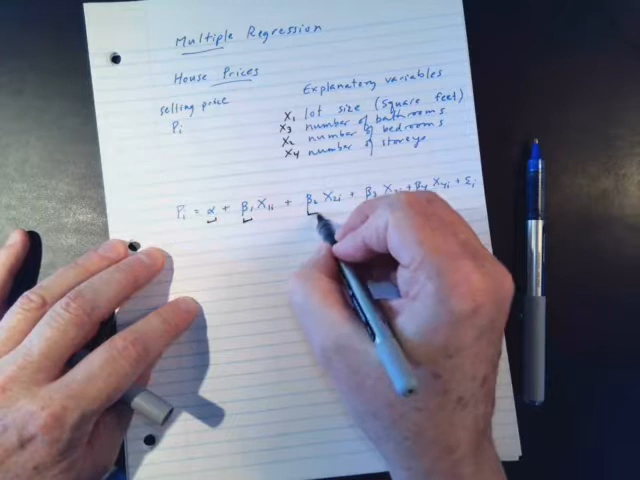 Multiple Regression
House Prices
Explanatory variables
selling price
Pi
X1 lot size (square feet)
X3 number of bathrooms
X2 number of bedrooms
X4 number of storeys
Pi = α + β1 X1i + β2 X2i + β3 X3i + β4 X4i + Σi